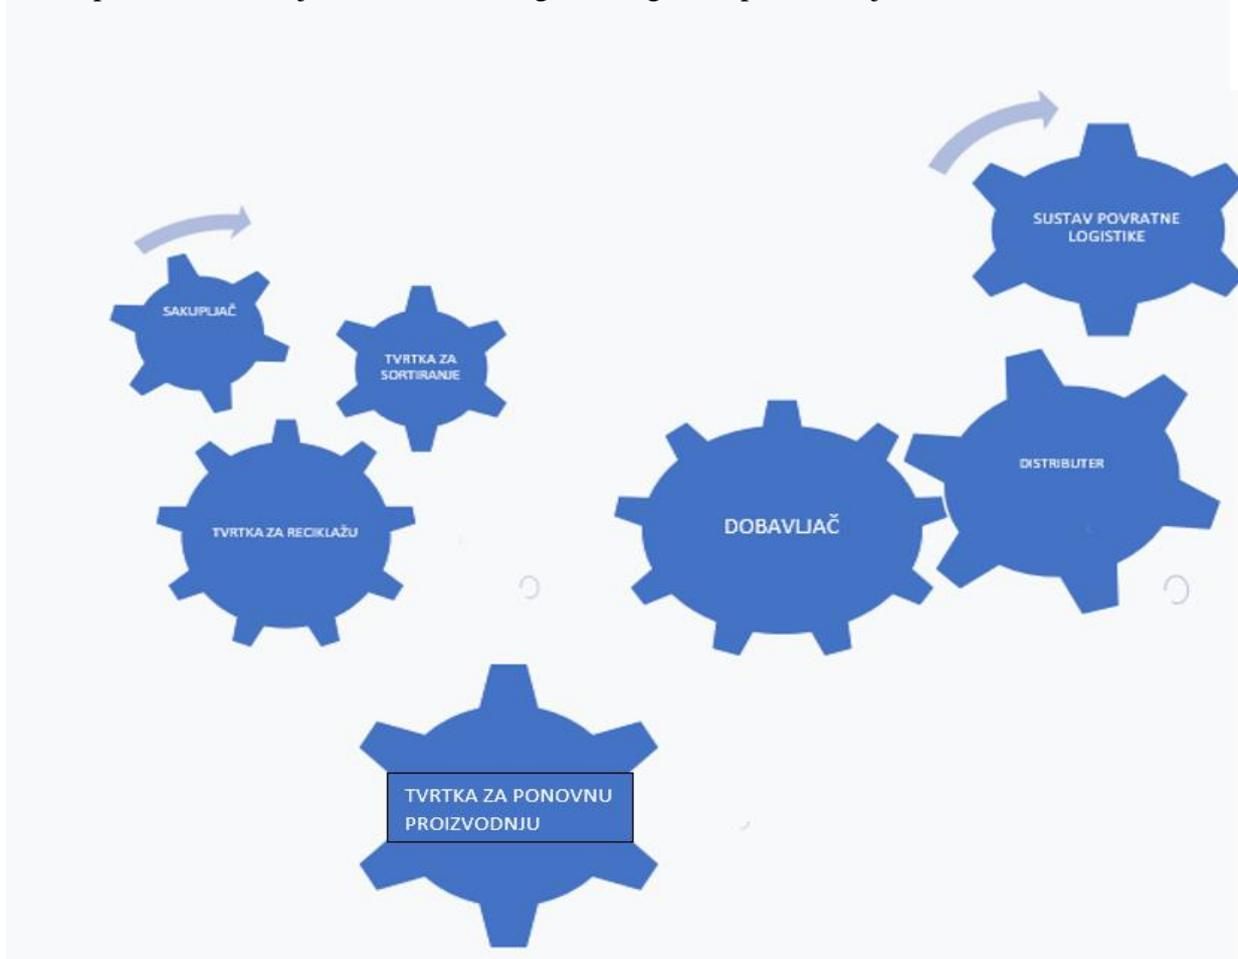 SUSTAV POVRATNE
LOGISTIKE
SAKUPLJAČ
TVRTKA ZA
SORTIRANJE
DISTRIBUTER
DOBAVLJAČ
TVRTKA ZA RECIKLAŽU
TVRTKA ZA PONOVNU
PROIZVODNJU